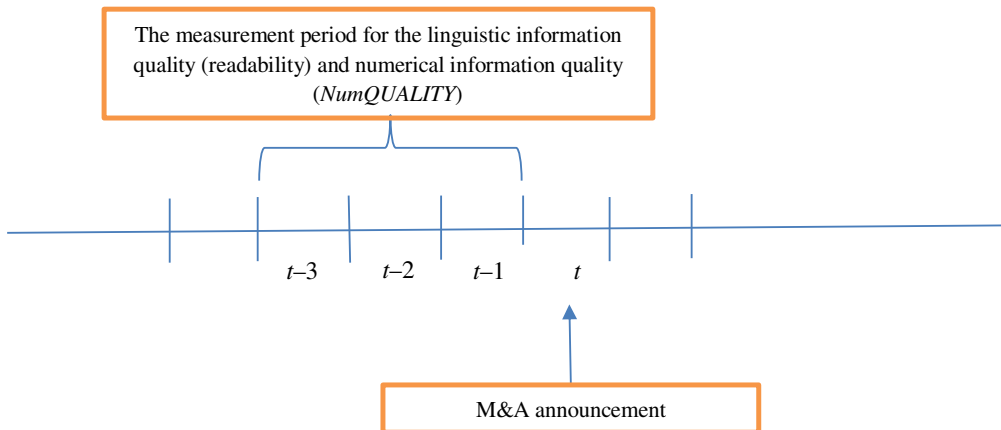 The measurement period for the linguistic information
quality (readability) and numerical information quality
(NumQUALITY)
t–3 t–2 t–1 t
M&A announcement